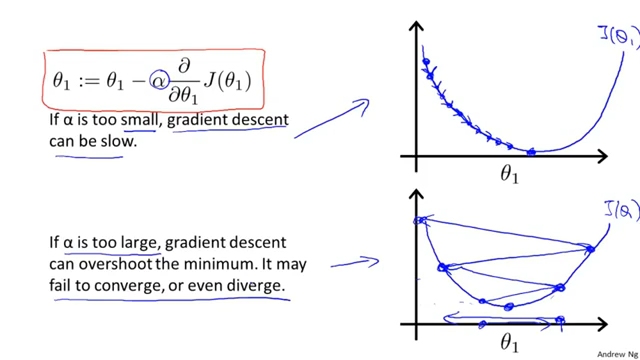 θ₁ := θ₁ − α ∂/∂θ₁ J(θ₁)
J(θ₁)
If α is too small, gradient descent
can be slow.
θ₁
If α is too large, gradient descent
can overshoot the minimum. It may
fail to converge, or even diverge.
θ₁
Andrew Ng